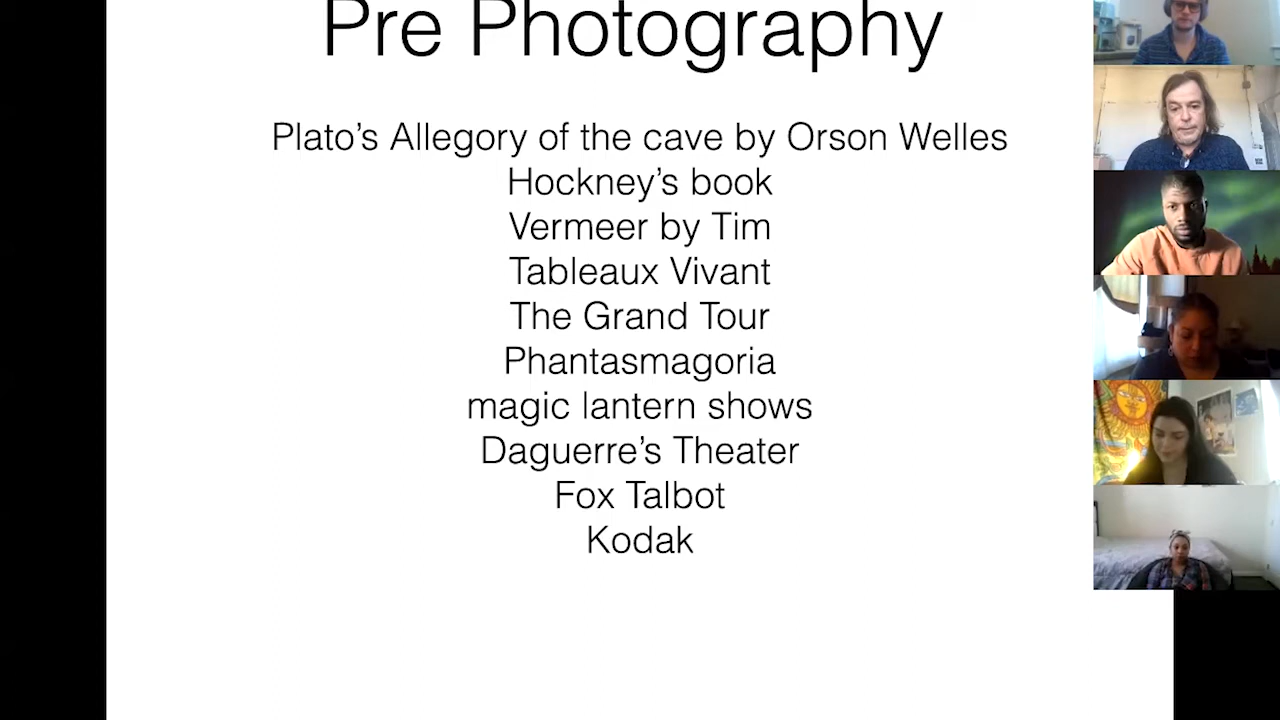 Pre Photography
Plato’s Allegory of the cave by Orson Welles
Hockney’s book
Vermeer by Tim
Tableaux Vivant
The Grand Tour
Phantasmagoria
magic lantern shows
Daguerre’s Theater
Fox Talbot
Kodak